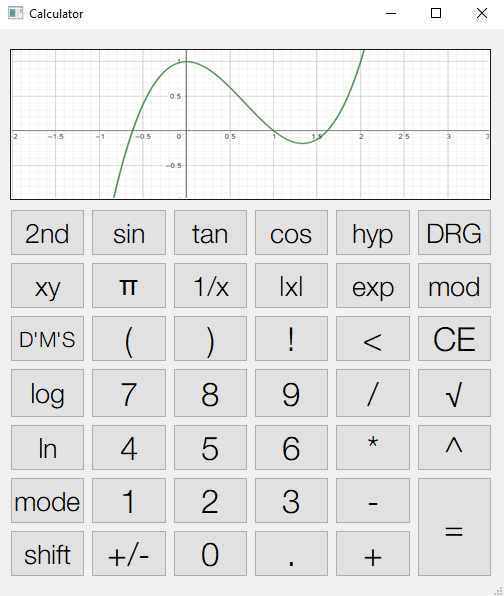 Calculator
1
0.5
2 −1.5 −1 −0.5 0 0.5 1 1.5 2 2.5 3 3.
−0.5
2nd sin tan cos hyp DRG
xy π 1/x |x| exp mod
D'M'S ( ) ! < CE
log 7 8 9 / √
ln 4 5 6 * ^
mode 1 2 3 - =
shift +/- 0 . +